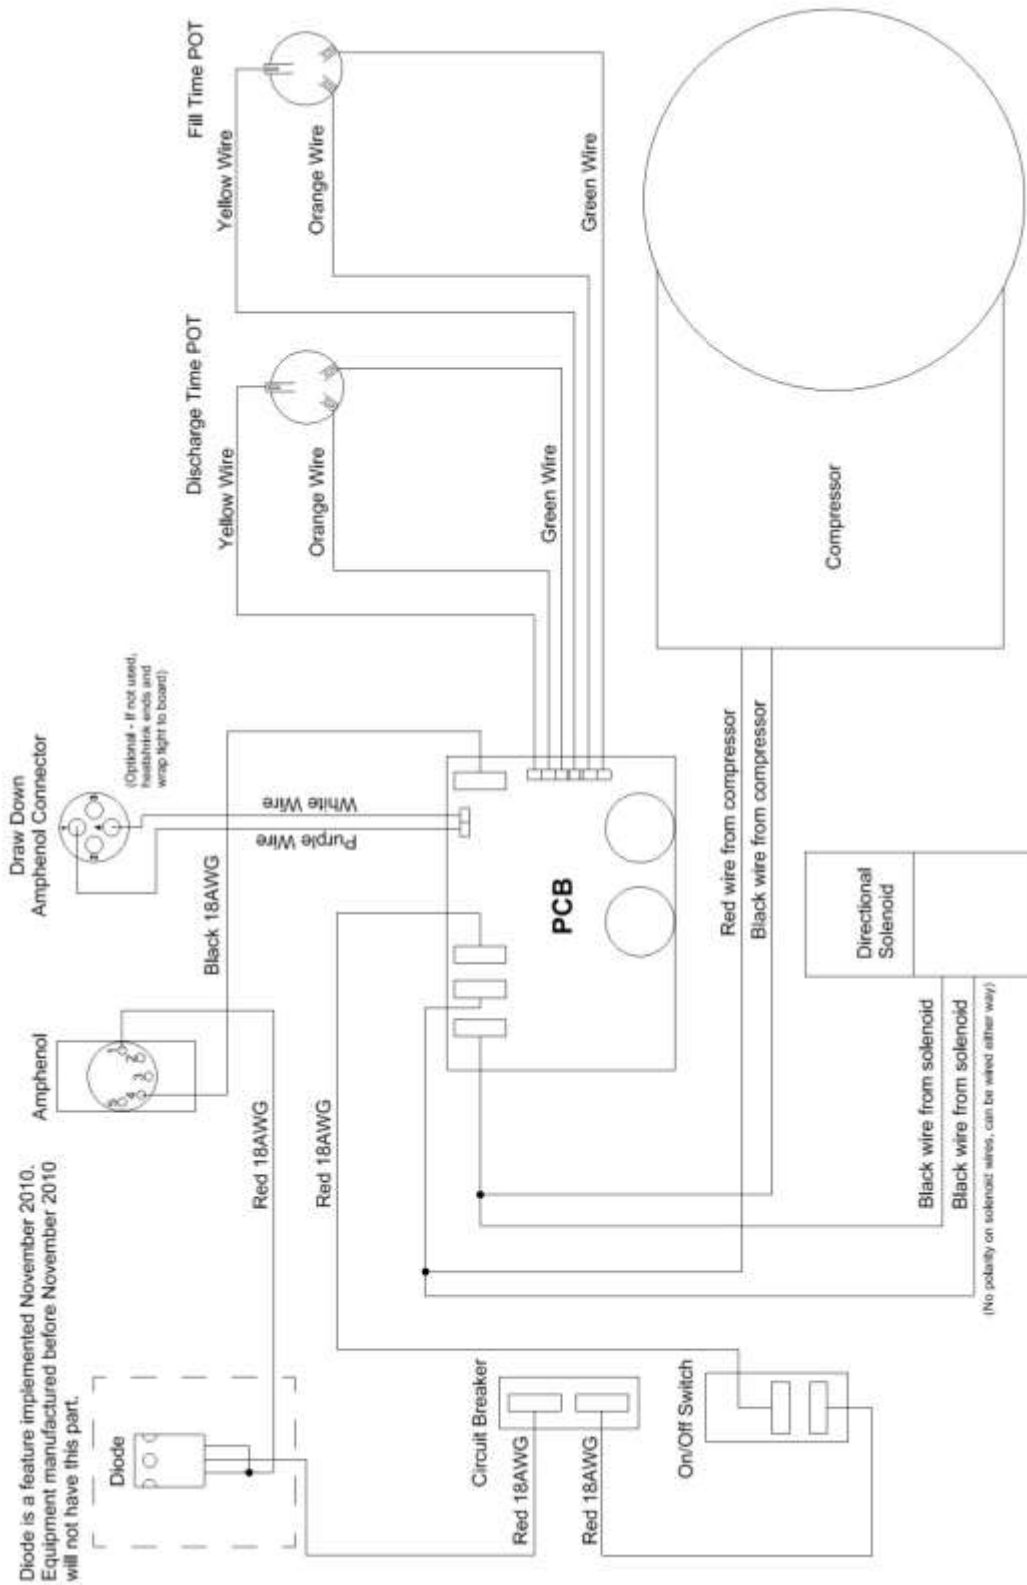 Diode is a feature implemented November 2010.
Equipment manufactured before November 2010
will not have this part.
Diode
Amphenol
1
2
3
4
5
Draw Down
Amphenol Connector
(Optional - If not used,
heatshrink ends and
wrap tight to board)
Discharge Time POT
Fill Time POT
Yellow Wire
Yellow Wire
Orange Wire
Orange Wire
Green Wire
Green Wire
Black 18AWG
White Wire
Purple Wire
Red 18AWG
Red 18AWG
PCB
Circuit Breaker
Red 18AWG
Red 18AWG
On/Off Switch
Red wire from compressor
Black wire from compressor
Compressor
Directional
Solenoid
Black wire from solenoid
Black wire from solenoid
(No polarity on solenoid wires, can be wired either way)